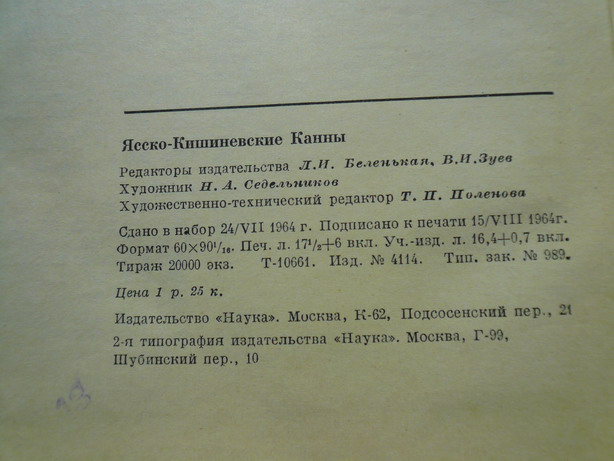 Ясско-Кишиневские Канны
Редакторы издательства Л.И. Беленькая, В.И.Зуев
Художник Н. А. Седельников
Художественно-технический редактор Т. П. Поленова
Сдано в набор 24/VII 1964 г. Подписано к печати 15/VIII 1964г.
Формат 60×90¹/₁₆. Печ. л. 17¹/₂+6 вкл. Уч.-изд. л. 16,4+0,7 вкл.
Тираж 20000 экз. Т-10661. Изд. № 4114. Тип. зак. № 989.
Цена 1 р. 25 к.
Издательство «Наука». Москва, К-62, Подсосенский пер., 21
2-я типография издательства «Наука». Москва, Г-99,
Шубинский пер., 10